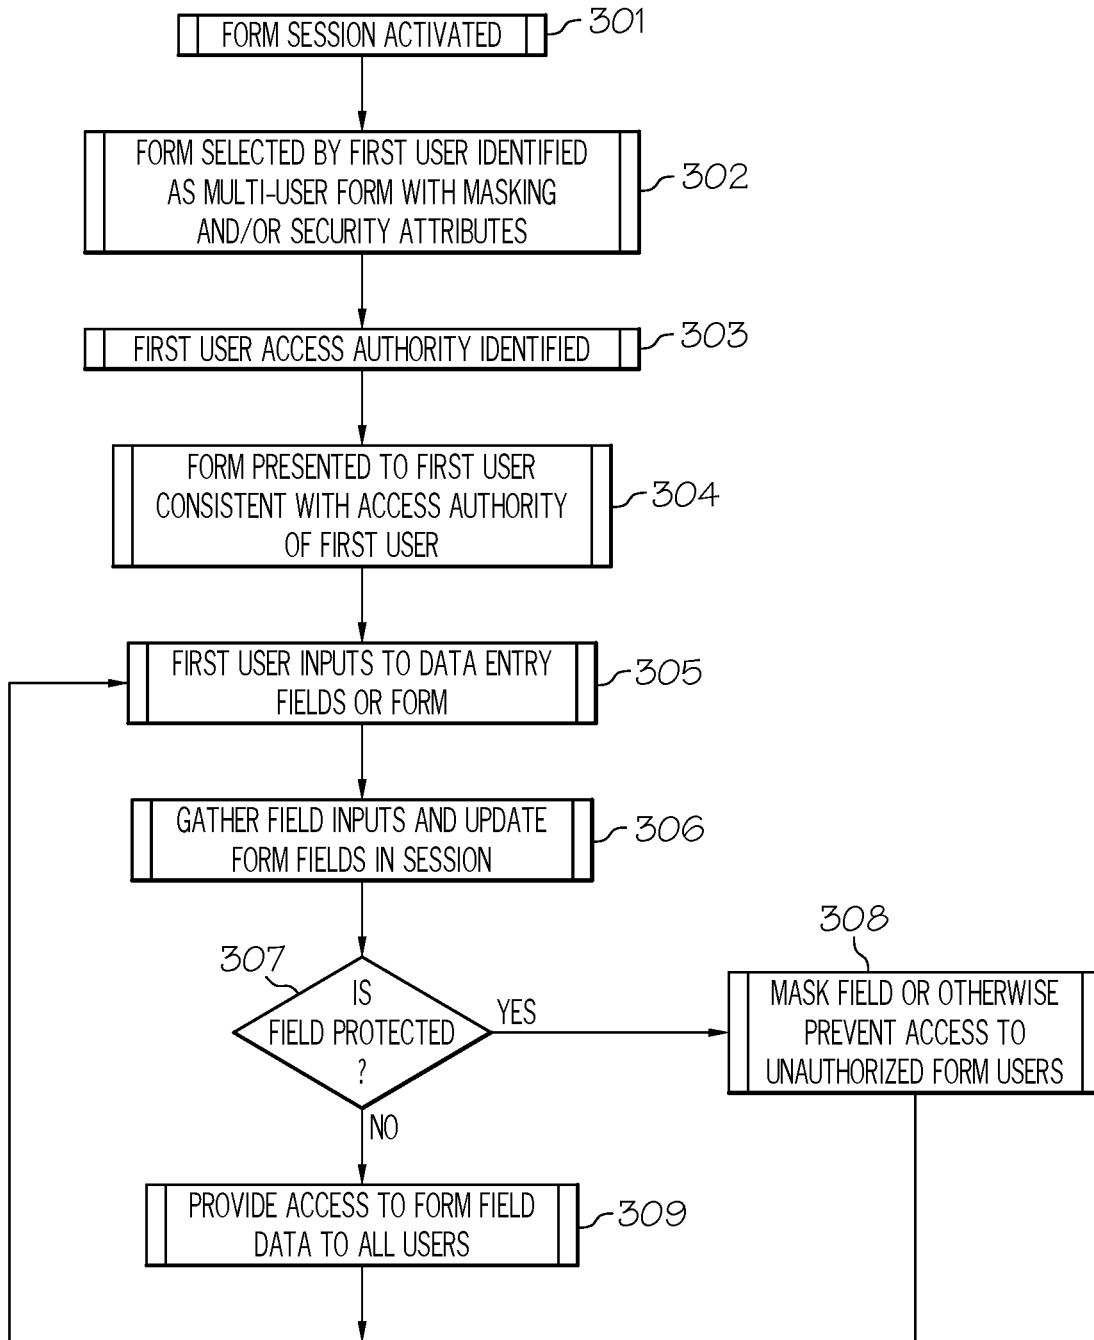 FORM SESSION ACTIVATED
301
FORM SELECTED BY FIRST USER IDENTIFIED
AS MULTI-USER FORM WITH MASKING
AND/OR SECURITY ATTRIBUTES
302
FIRST USER ACCESS AUTHORITY IDENTIFIED
303
FORM PRESENTED TO FIRST USER
CONSISTENT WITH ACCESS AUTHORITY
OF FIRST USER
304
FIRST USER INPUTS TO DATA ENTRY
FIELDS OR FORM
305
GATHER FIELD INPUTS AND UPDATE
FORM FIELDS IN SESSION
306
307
IS
FIELD PROTECTED
?
YES
NO
308
MASK FIELD OR OTHERWISE
PREVENT ACCESS TO
UNAUTHORIZED FORM USERS
PROVIDE ACCESS TO FORM FIELD
DATA TO ALL USERS
309